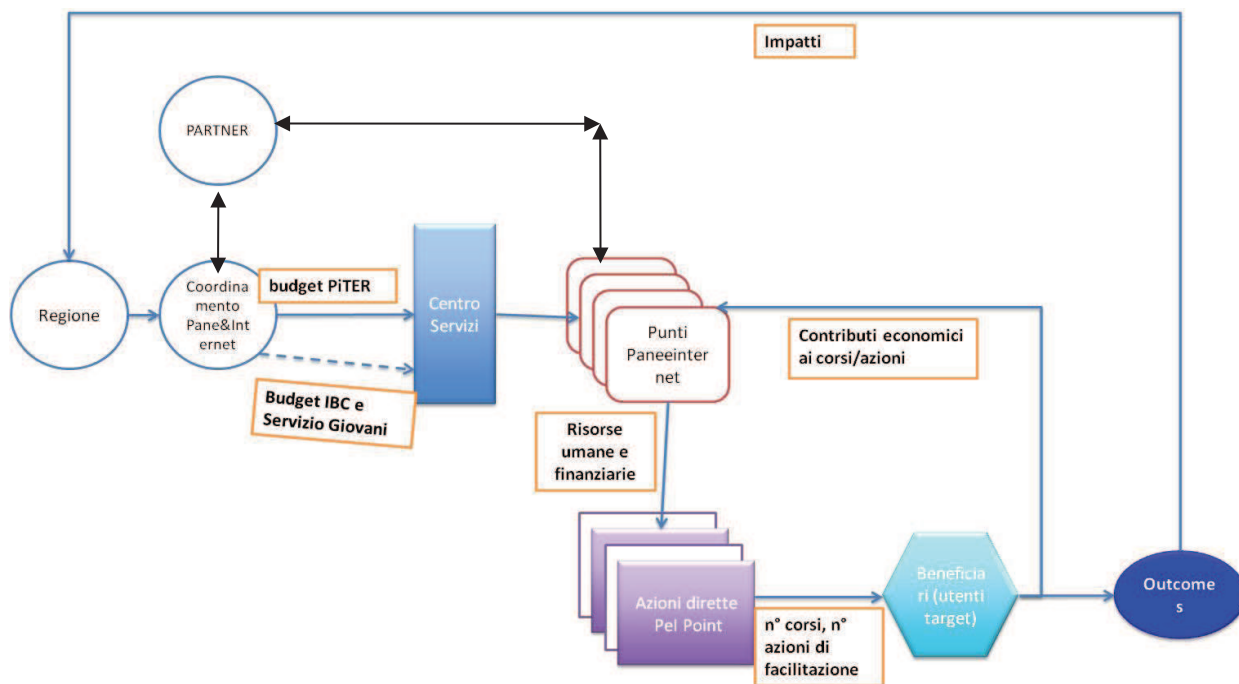 Impatti
PARTNER
Regione
Coordina
mento
Pane&Int
ernet
budget PiTER
Budget IBC e
Servizio Giovani
Centro
Servizi
Punti
Paneeinter
net
Contributi economici
ai corsi/azioni
Risorse
umane e
finanziarie
Azioni dirette
PeI Point
n° corsi, n°
azioni di
facilitazione
Beneficia
ri (utenti
target)
Outcome
s